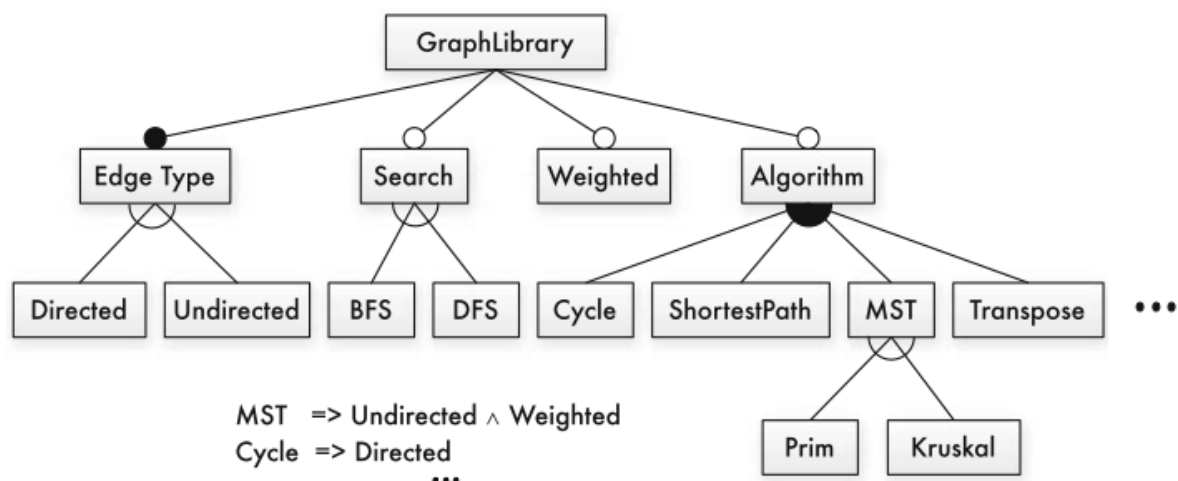 GraphLibrary
Edge Type Search Weighted Algorithm
Directed Undirected BFS DFS Cycle ShortestPath MST Transpose •••
MST => Undirected ∧ Weighted
Cycle => Directed
•••
Prim Kruskal